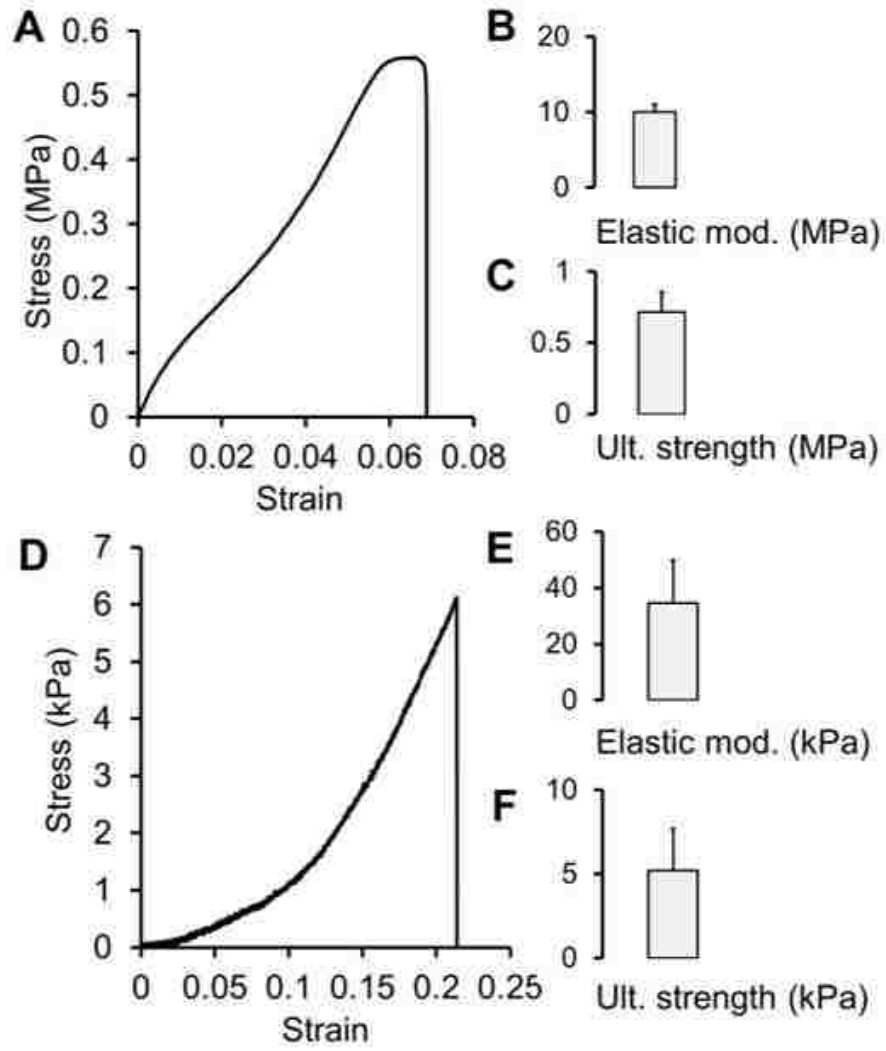 A
0.6
0.5
0.4
0.3
0.2
0.1
0
Stress (MPa)
0 0.02 0.04 0.06 0.08
Strain
B
20
10
0
Elastic mod. (MPa)
C
1
0.5
0
Ult. strength (MPa)
D
7
6
5
4
3
2
1
0
Stress (kPa)
0 0.05 0.1 0.15 0.2 0.25
Strain
E
60
40
20
0
Elastic mod. (kPa)
F
10
5
0
Ult. strength (kPa)